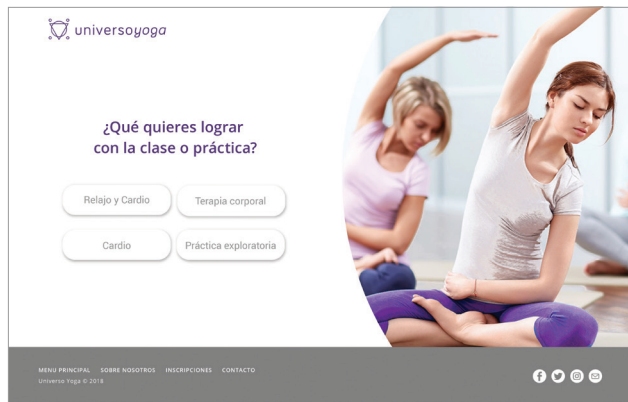 universoyoga
¿Qué quieres lograr
con la clase o práctica?
Relajo y Cardio
Terapia corporal
Cardio
Práctica exploratoria
MENU PRINCIPAL SOBRE NOSOTROS INSCRIPCIONES CONTACTO
Universo Yoga © 2018